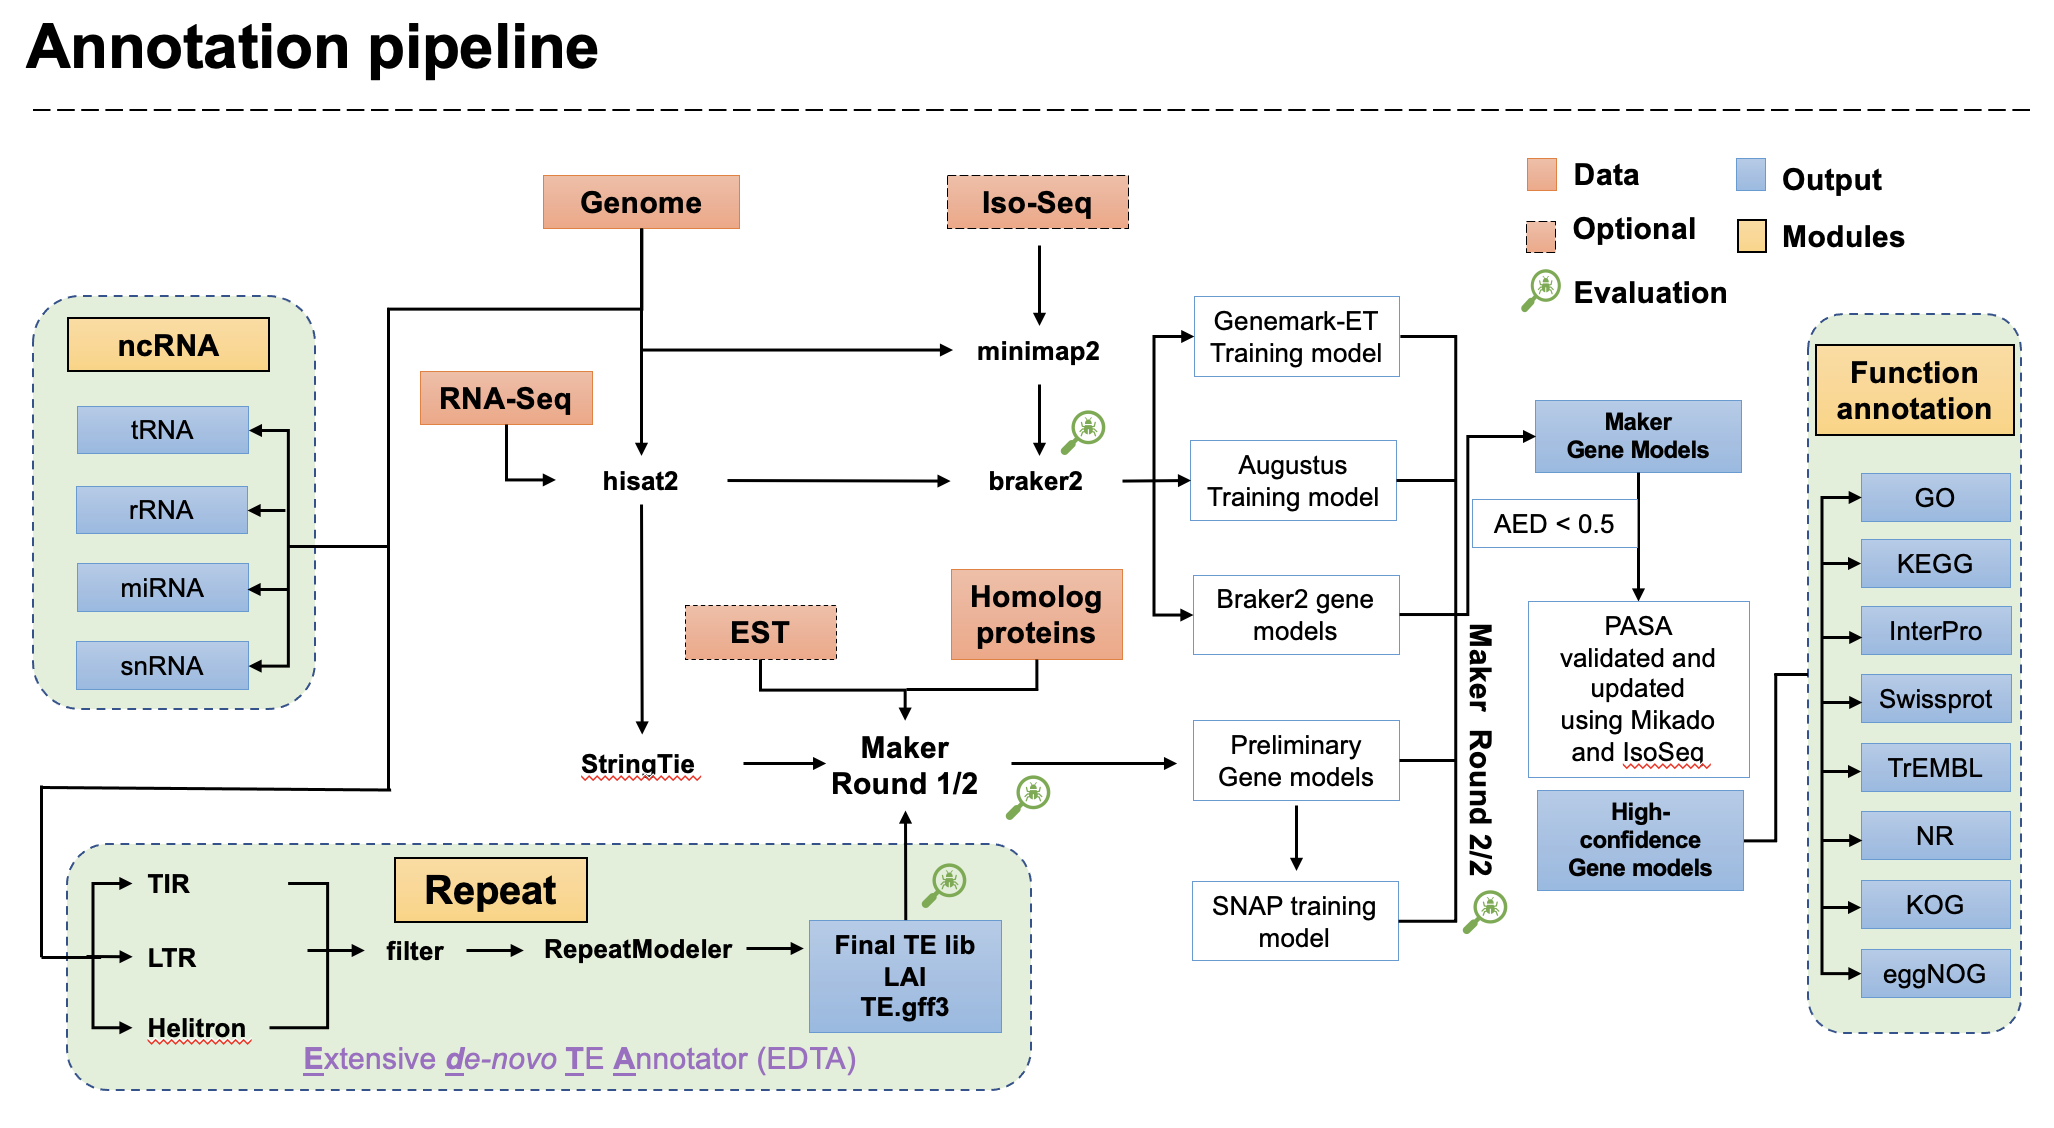 Annotation pipeline
Data
Output
Optional
Modules
Evaluation
Genome
Iso-Seq
ncRNA
tRNA
rRNA
miRNA
snRNA
RNA-Seq
minimap2
hisat2
braker2
EST
Homolog
proteins
StringTie
Maker
Round 1/2
Genemark-ET
Training model
Augustus
Training model
Braker2 gene
models
Preliminary
Gene models
SNAP training
model
Maker Round 2/2
Maker
Gene Models
AED < 0.5
PASA
validated and
updated
using Mikado
and IsoSeq
High-
confidence
Gene models
Function
annotation
GO
KEGG
InterPro
Swissprot
TrEMBL
NR
KOG
eggNOG
Repeat
TIR
LTR
Helitron
filter
RepeatModeler
Final TE lib
LAI
TE.gff3
Extensive de-novo TE Annotator (EDTA)